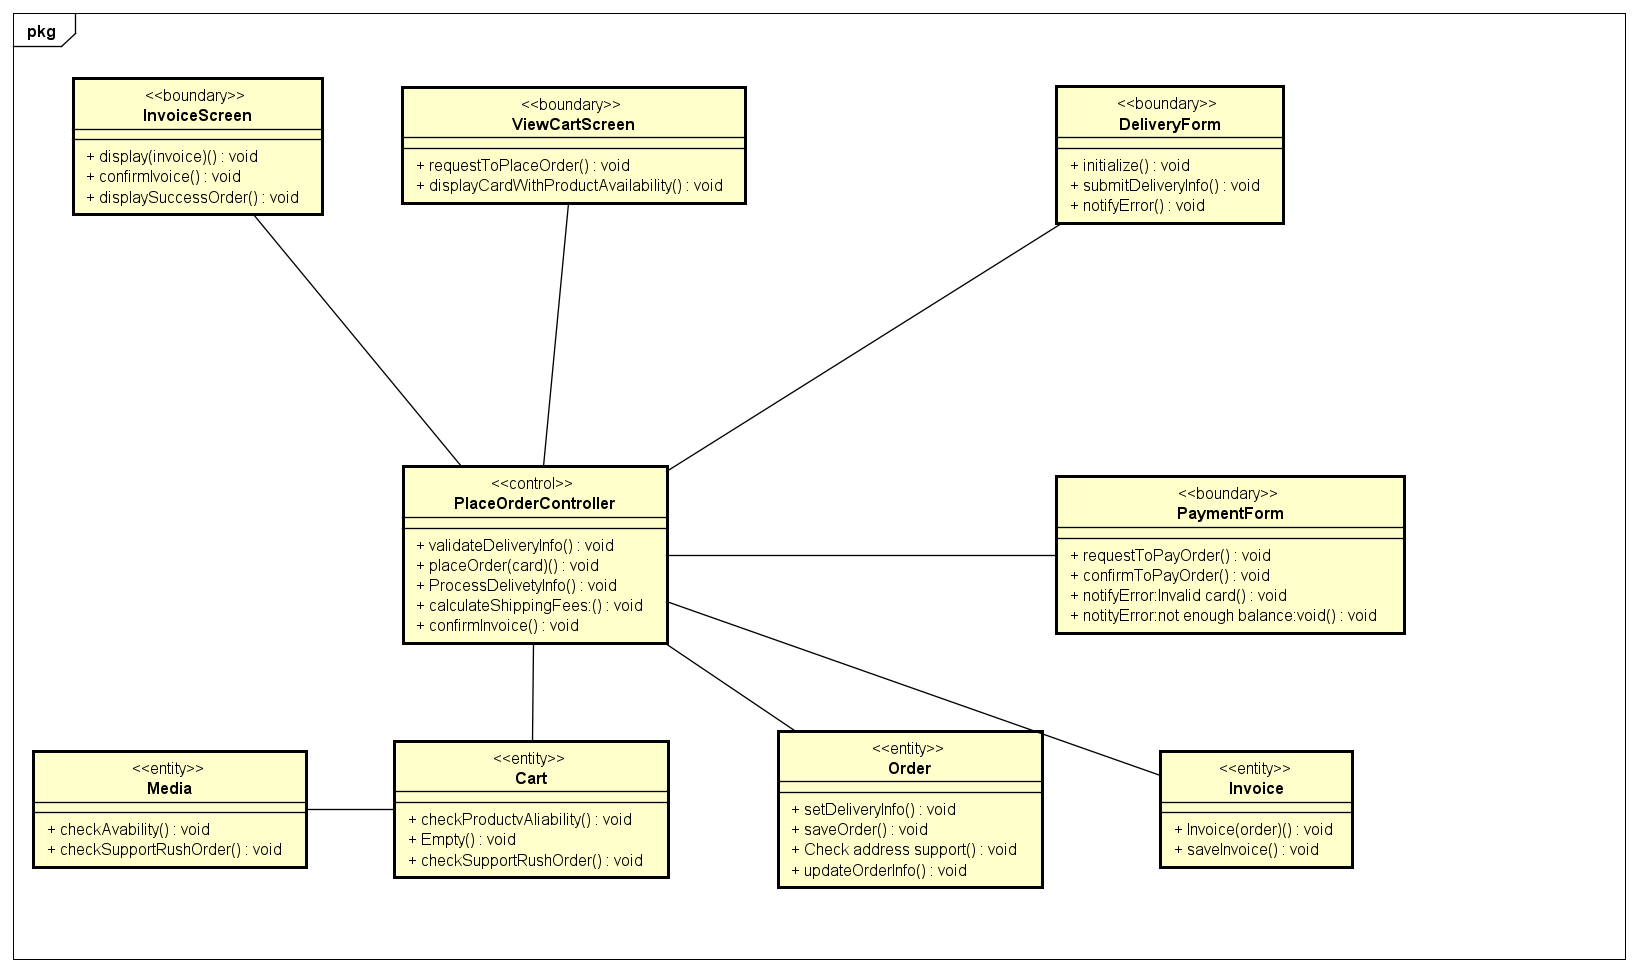 pkg
<<boundary>>
InvoiceScreen
+ display(invoice)() : void
+ confirmIvoice() : void
+ displaySuccessOrder() : void
<<boundary>>
ViewCartScreen
+ requestToPlaceOrder() : void
+ displayCardWithProductAvailability() : void
<<boundary>>
DeliveryForm
+ initialize() : void
+ submitDeliveryInfo() : void
+ notifyError() : void
<<control>>
PlaceOrderController
+ validateDeliveryInfo() : void
+ placeOrder(card)() : void
+ ProcessDelivetyInfo() : void
+ calculateShippingFees:() : void
+ confirmInvoice() : void
<<boundary>>
PaymentForm
+ requestToPayOrder() : void
+ confirmToPayOrder() : void
+ notifyError:Invalid card() : void
+ notityError:not enough balance:void() : void
<<entity>>
Media
+ checkAvability() : void
+ checkSupportRushOrder() : void
<<entity>>
Cart
+ checkProductvAliability() : void
+ Empty() : void
+ checkSupportRushOrder() : void
<<entity>>
Order
+ setDeliveryInfo() : void
+ saveOrder() : void
+ Check address support() : void
+ updateOrderInfo() : void
<<entity>>
Invoice
+ Invoice(order)() : void
+ saveInvoice() : void